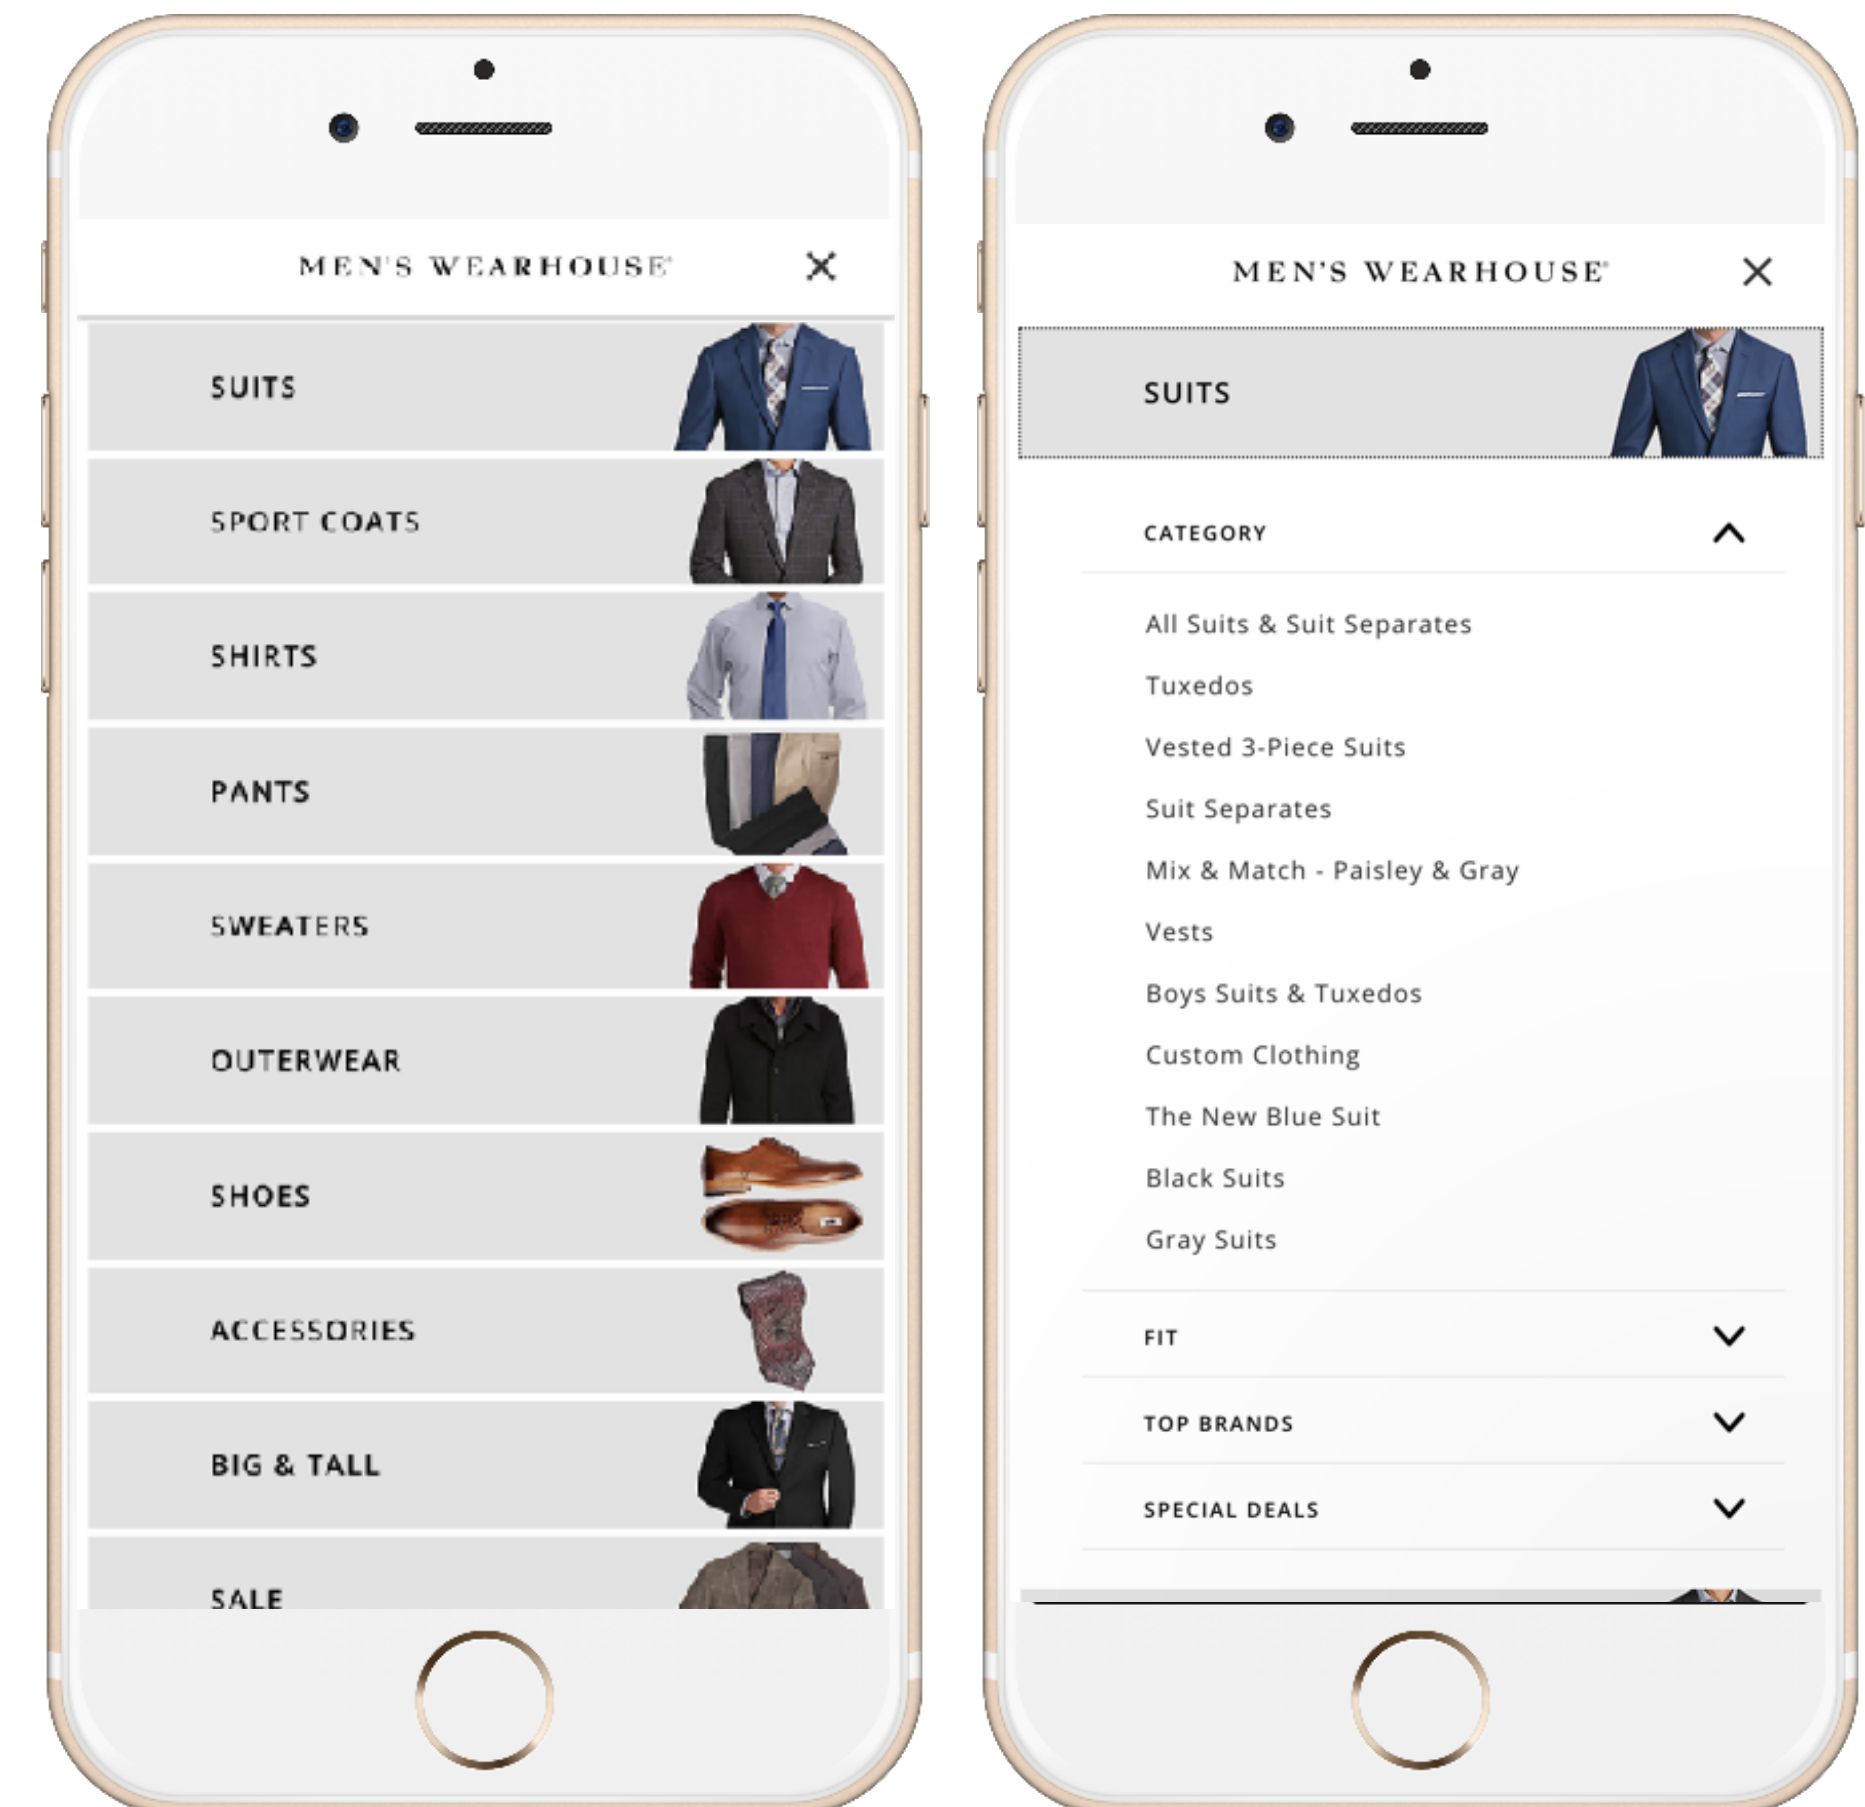 MEN'S WEARHOUSE®
SUITS
SPORT COATS
SHIRTS
PANTS
SWEATERS
OUTERWEAR
SHOES
ACCESSORIES
BIG & TALL
SALE
MEN'S WEARHOUSE®
SUITS
CATEGORY
All Suits & Suit Separates
Tuxedos
Vested 3-Piece Suits
Suit Separates
Mix & Match - Paisley & Gray
Vests
Boys Suits & Tuxedos
Custom Clothing
The New Blue Suit
Black Suits
Gray Suits
FIT
TOP BRANDS
SPECIAL DEALS